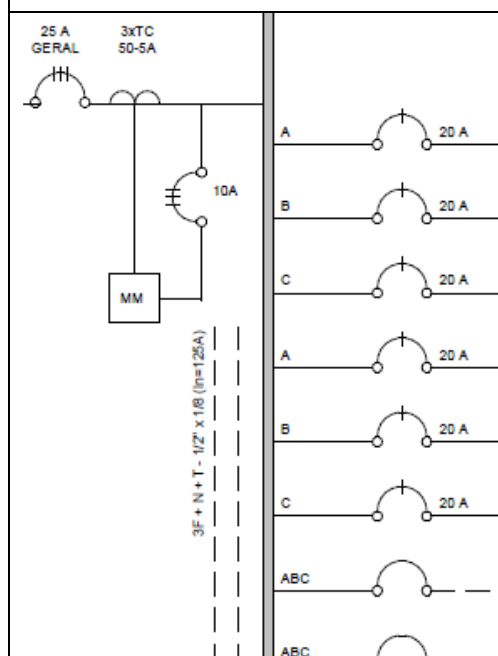 25 A
GERAL
3xTC
50-5A
A
20 A
10A
B
20 A
C
20 A
MM
3F + N + T - 1/2" x 1/8 (In=125A)
A
20 A
B
20 A
C
20 A
ABC
ABC